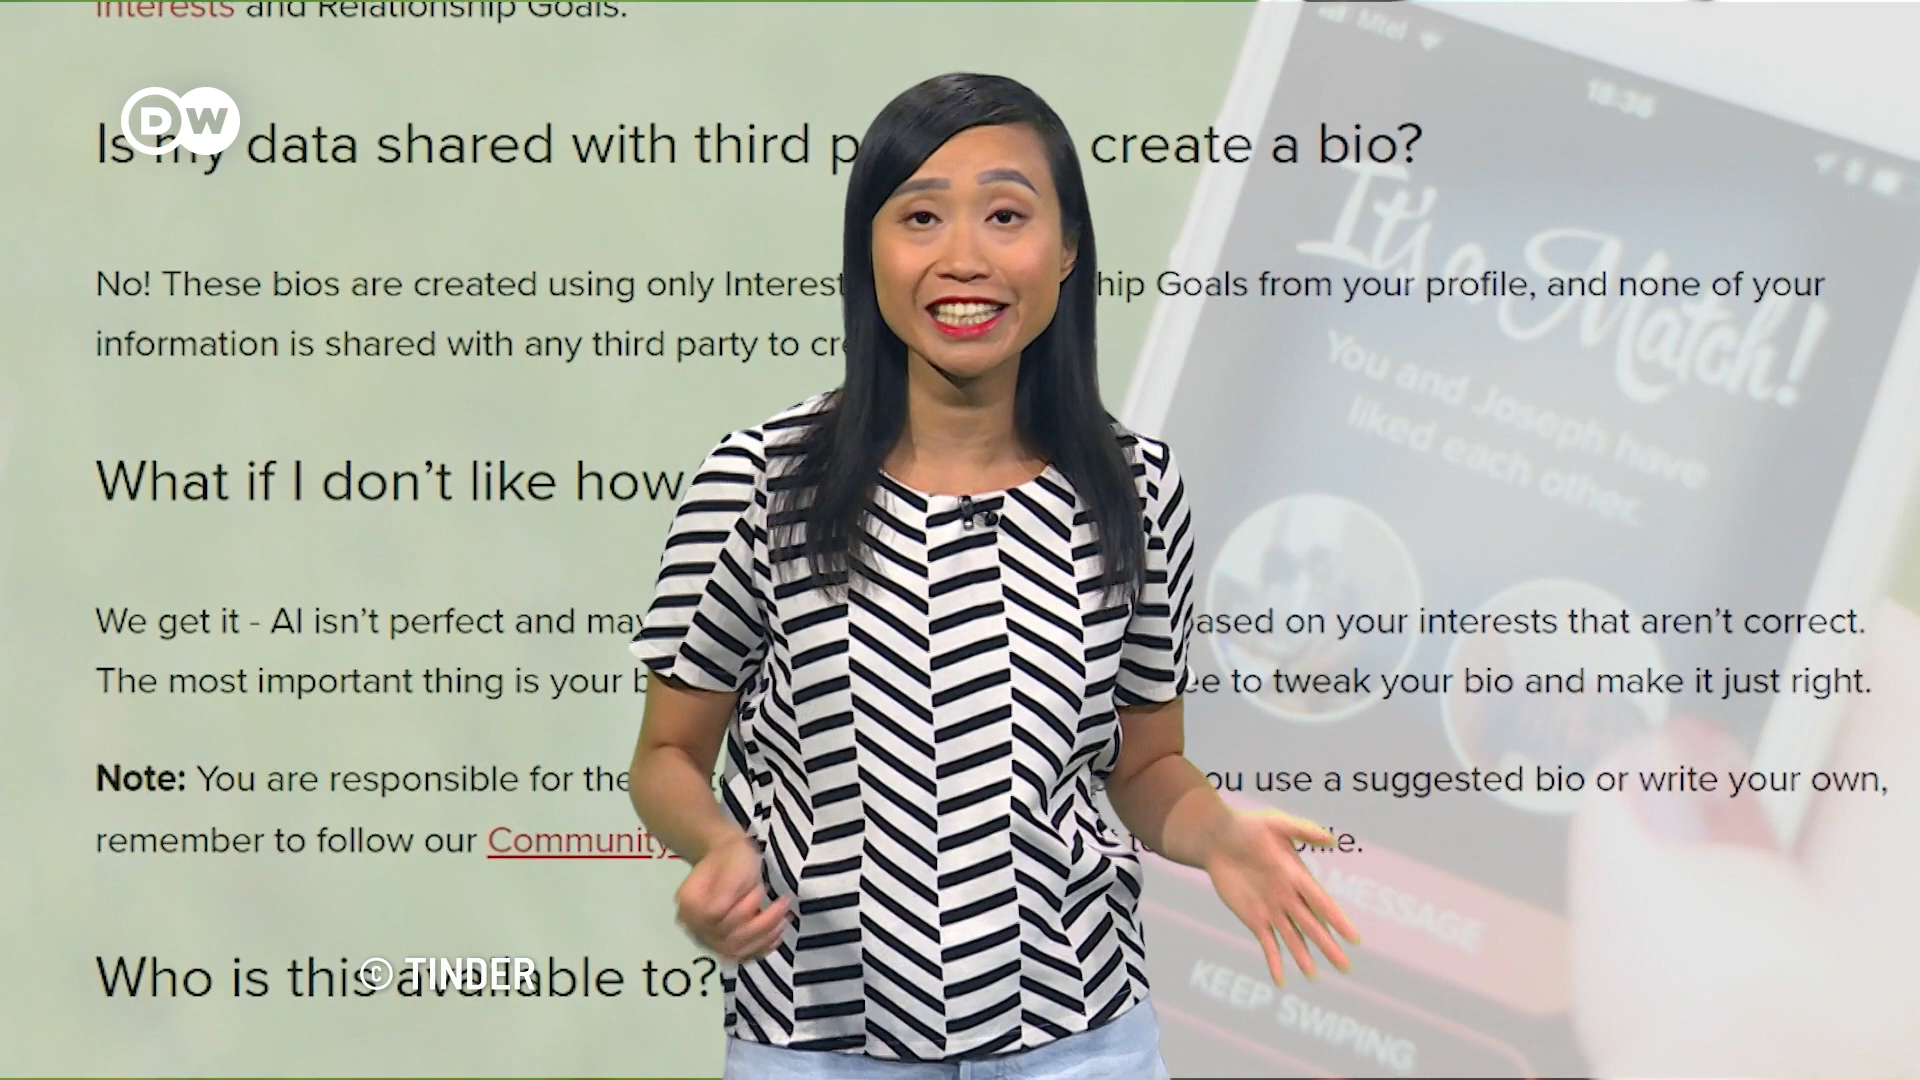 Interests and Relationship Goals.
DW
Is my data shared with third p create a bio?
No! These bios are created using only Interest hip Goals from your profile, and none of your
information is shared with any third party to cre
What if I don't like how
We get it - AI isn't perfect and may ased on your interests that aren't correct.
The most important thing is your b ee to tweak your bio and make it just right.
Note: You are responsible for the ou use a suggested bio or write your own,
remember to follow our Community
Who is this available to?
© TINDER
Mtel
18:36
It's a Match!
You and Joseph have
liked each other.
MESSAGE
KEEP SWIPING